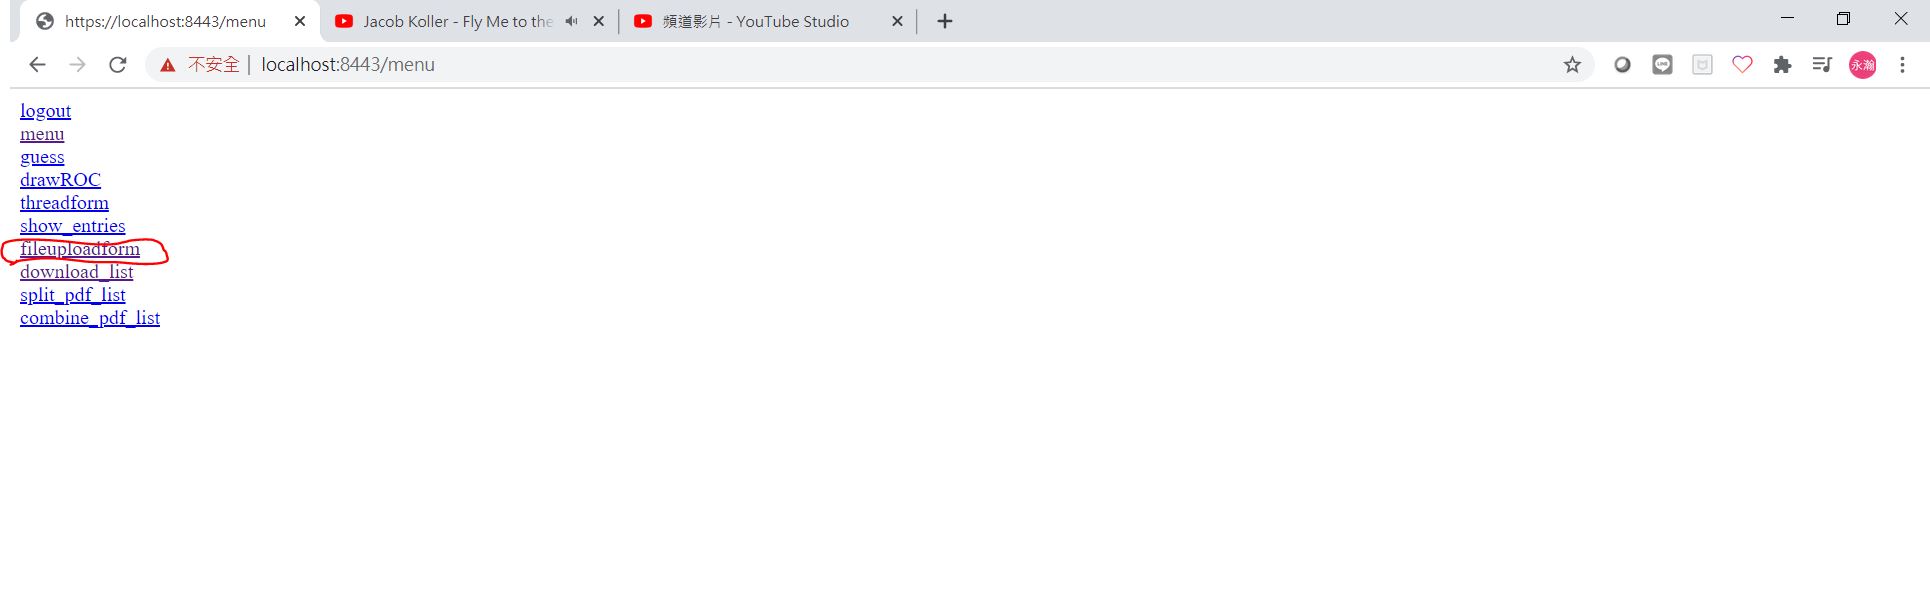 https://localhost:8443/menu
Jacob Koller - Fly Me to the
頻道影片 - YouTube Studio
不安全 | localhost:8443/menu
永瀚
logout
menu
guess
drawROC
threadform
show_entries
fileuploadform
download_list
split_pdf_list
combine_pdf_list